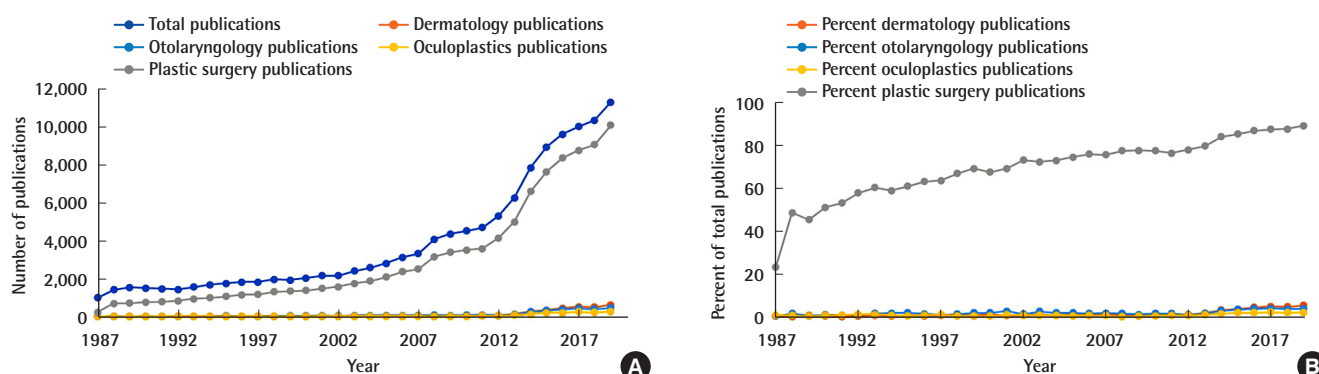 Total publications
Dermatology publications
Otolaryngology publications
Oculoplastics publications
Plastic surgery publications
12,000
10,000
8,000
6,000
4,000
2,000
0
Number of publications
1987 1992 1997 2002 2007 2012 2017
Year
A
Percent dermatology publications
Percent otolaryngology publications
Percent oculoplastics publications
Percent plastic surgery publications
100
80
60
40
20
0
Percent of total publications
1987 1992 1997 2002 2007 2012 2017
Year
B